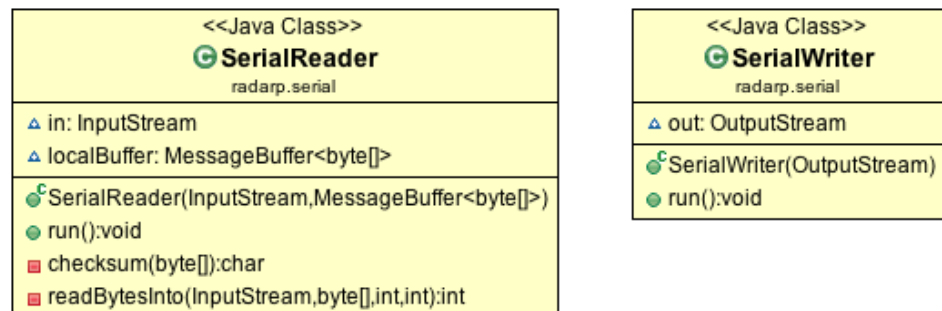 <<Java Class>>
SerialReader
radarp.serial
in: InputStream
localBuffer: MessageBuffer<byte[]>
SerialReader(InputStream,MessageBuffer<byte[]>)
run():void
checksum(byte[]):char
readBytesInto(InputStream,byte[],int,int):int
<<Java Class>>
SerialWriter
radarp.serial
out: OutputStream
SerialWriter(OutputStream)
run():void